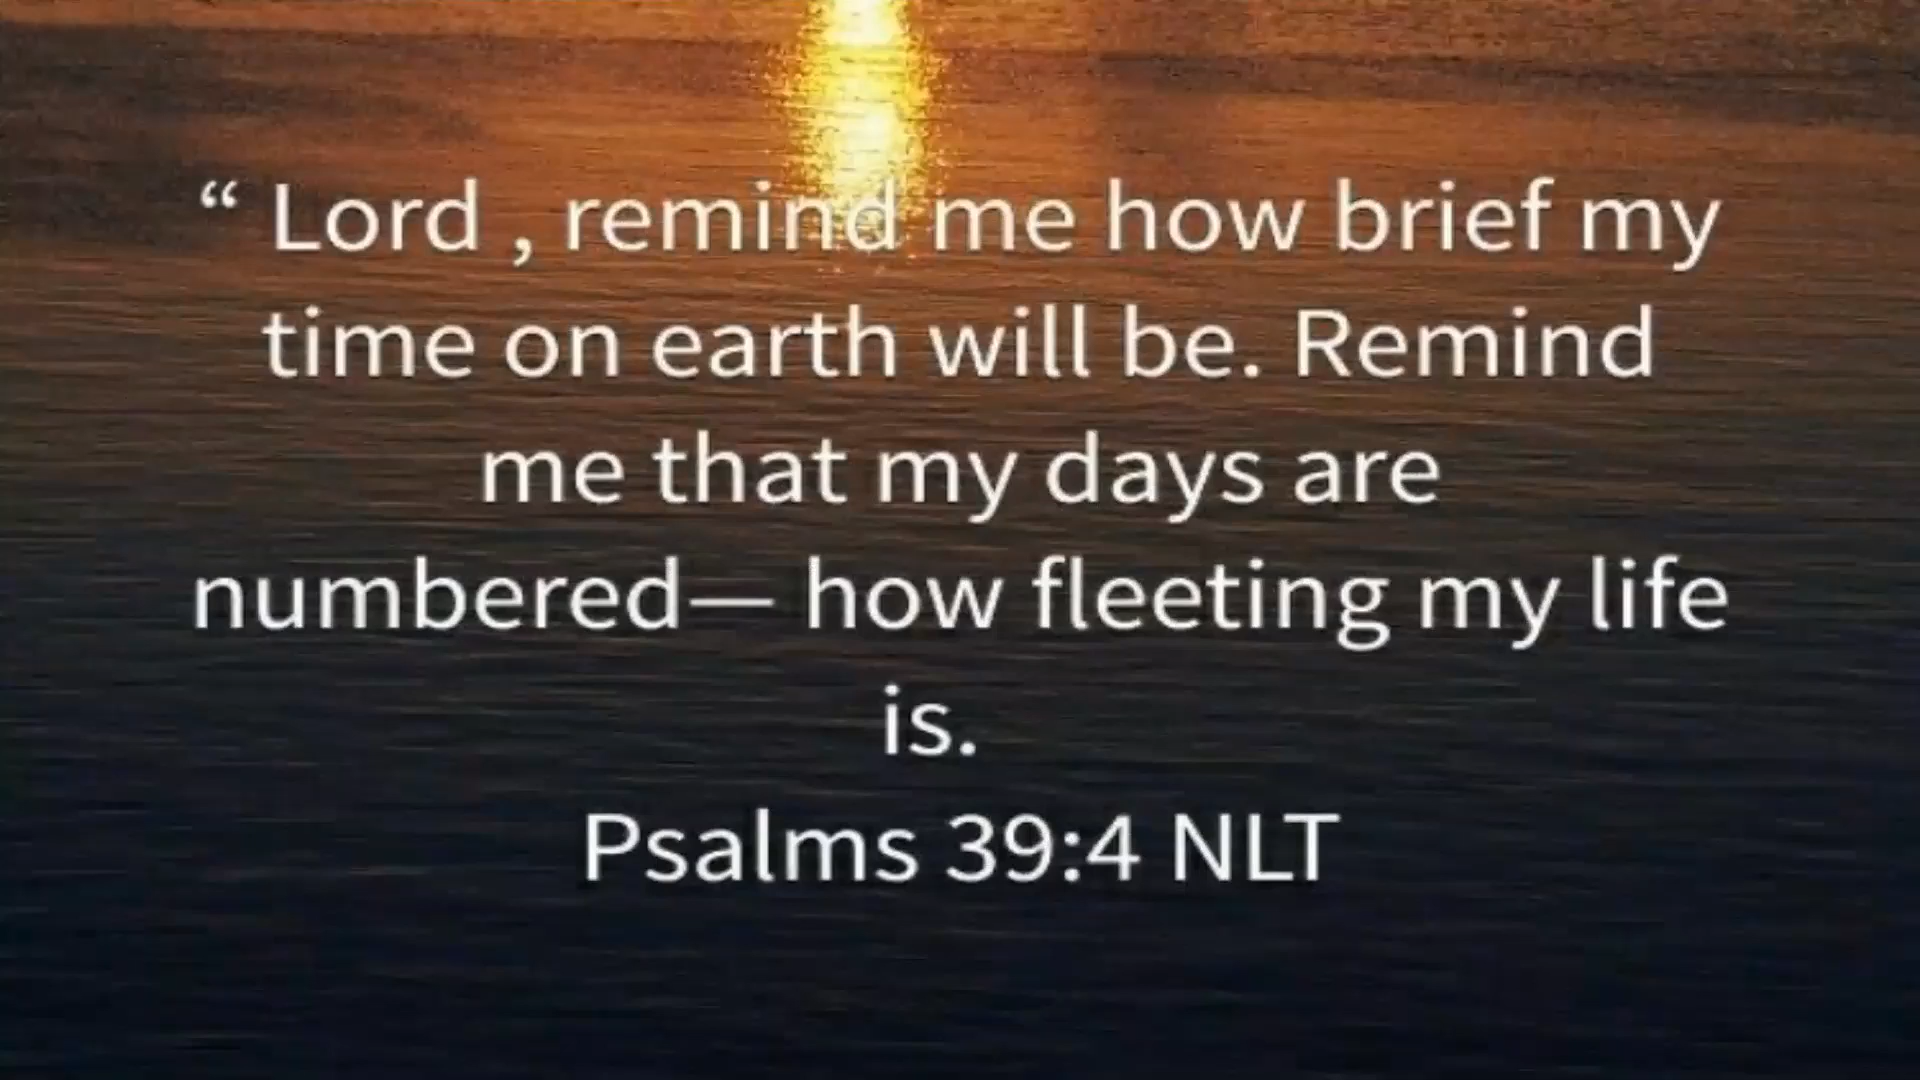 “ Lord , remind me how brief my
time on earth will be. Remind
me that my days are
numbered— how fleeting my life
is.
Psalms 39:4 NLT